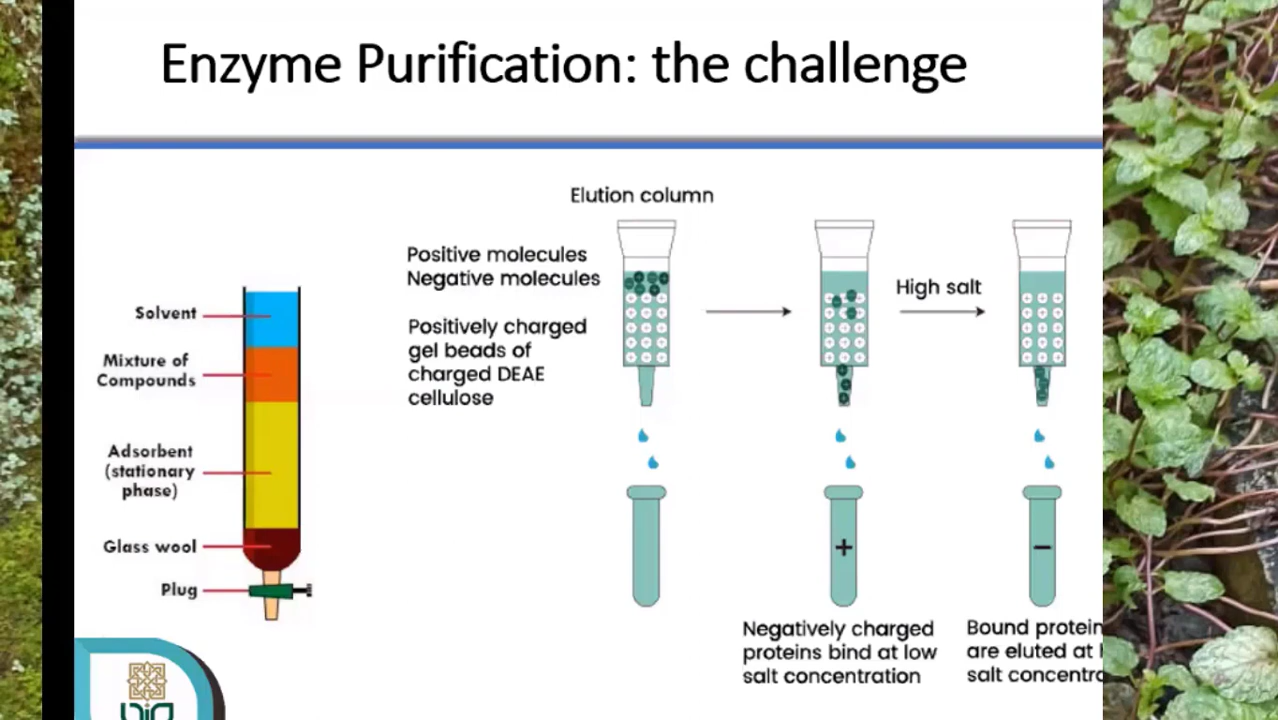 Enzyme Purification: the challenge
Elution column
Positive molecules
Negative molecules
Positively charged
gel beads of
charged DEAE
cellulose
High salt
Solvent
Mixture of
Compounds
Adsorbent
(stationary
phase)
Glass wool
Plug
+
−
Negatively charged
proteins bind at low
salt concentration
Bound protein
are eluted at
salt concentra